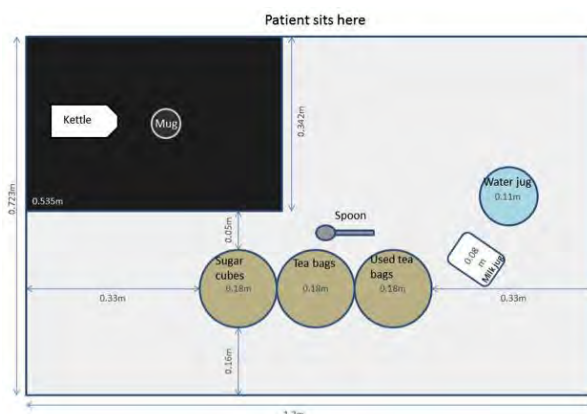 Patient sits here
Kettle
Mug
0.342m
0.723m
0.535m
Water jug
0.11m
0.05m
Spoon
Sugar
cubes
0.18m
Tea bags
0.18m
Used tea
bags
0.18m
0.08
m
Milk jug
0.33m
0.33m
0.16m